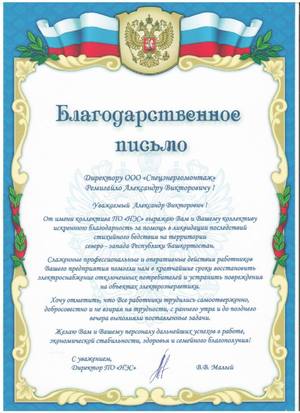 Благодарственное
письмо
Директору ООО «Спецэнергомонтаж»
Александру Викторовичу !
Уважаемый Александр Викторович !
От имени коллектива ПО «НЭС» выражаю Вам и Вашему коллективу
искреннюю благодарность за помощь в ликвидации последствий
стихийного бедствия на территории
северо – запада Республики Башкортостан.
Слаженные профессиональные и оперативные действия работников
Вашего предприятия помогли нам в кратчайшие сроки восстановить
электроснабжение отключенных потребителей и устранить повреждения
на объектах электроэнергетики.
Хочу отметить, что Все работники трудились самоотверженно,
добросовестно и не взирая на трудности, с раннего утра и до позднего
вечера выполняли поставленные задачи.
Желаю Вам и Вашему персоналу дальнейших успехов в работе,
экономической стабильности, здоровья и семейного благополучия!
С уважением,
Директор ПО «НЭС» В.В. Малый